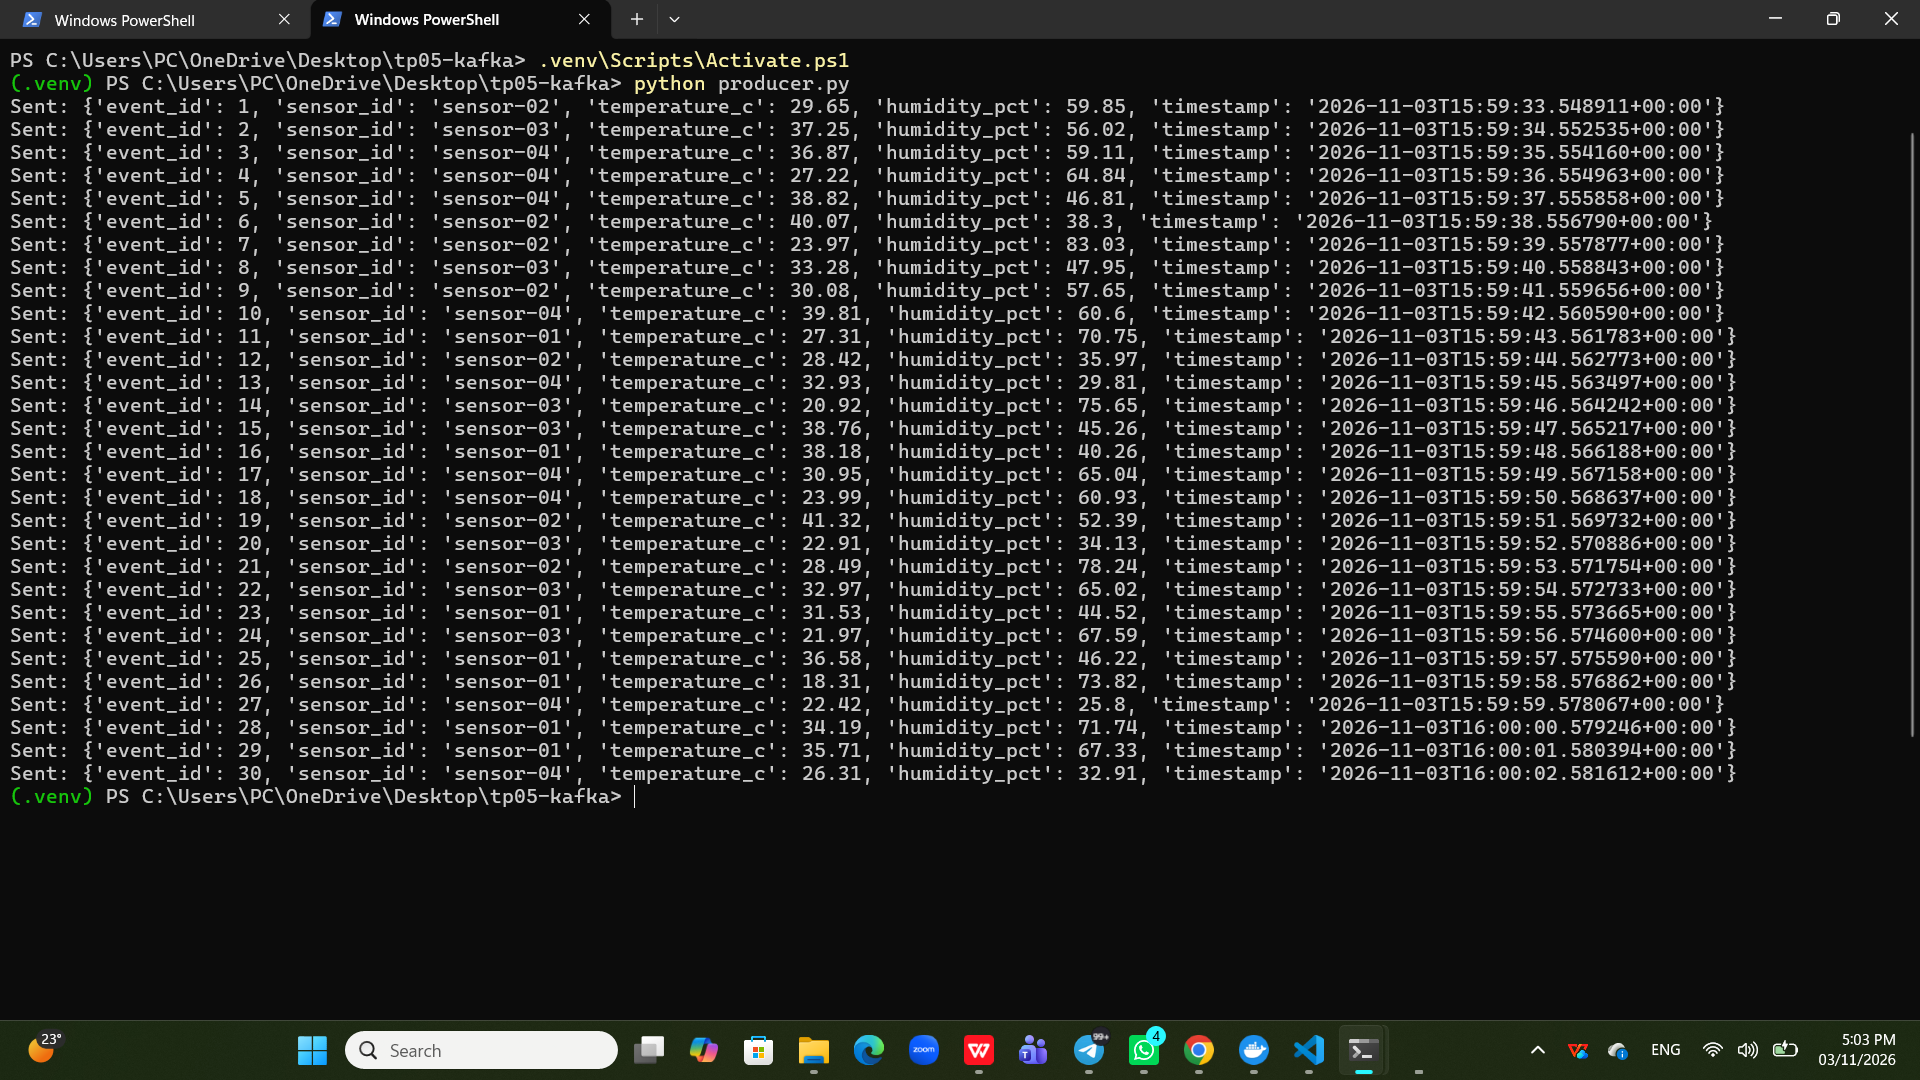 Windows PowerShell
Windows PowerShell
PS C:\Users\PC\OneDrive\Desktop\tp05-kafka> .venv\Scripts\Activate.ps1
(.venv) PS C:\Users\PC\OneDrive\Desktop\tp05-kafka> python producer.py
Sent: {'event_id': 1, 'sensor_id': 'sensor-02', 'temperature_c': 29.65, 'humidity_pct': 59.85, 'timestamp': '2026-11-03T15:59:33.548911+00:00'}
Sent: {'event_id': 2, 'sensor_id': 'sensor-03', 'temperature_c': 37.25, 'humidity_pct': 56.02, 'timestamp': '2026-11-03T15:59:34.552535+00:00'}
Sent: {'event_id': 3, 'sensor_id': 'sensor-04', 'temperature_c': 36.87, 'humidity_pct': 59.11, 'timestamp': '2026-11-03T15:59:35.554160+00:00'}
Sent: {'event_id': 4, 'sensor_id': 'sensor-04', 'temperature_c': 27.22, 'humidity_pct': 64.84, 'timestamp': '2026-11-03T15:59:36.554963+00:00'}
Sent: {'event_id': 5, 'sensor_id': 'sensor-04', 'temperature_c': 38.82, 'humidity_pct': 46.81, 'timestamp': '2026-11-03T15:59:37.555858+00:00'}
Sent: {'event_id': 6, 'sensor_id': 'sensor-02', 'temperature_c': 40.07, 'humidity_pct': 38.3, 'timestamp': '2026-11-03T15:59:38.556790+00:00'}
Sent: {'event_id': 7, 'sensor_id': 'sensor-02', 'temperature_c': 23.97, 'humidity_pct': 83.03, 'timestamp': '2026-11-03T15:59:39.557877+00:00'}
Sent: {'event_id': 8, 'sensor_id': 'sensor-03', 'temperature_c': 33.28, 'humidity_pct': 47.95, 'timestamp': '2026-11-03T15:59:40.558843+00:00'}
Sent: {'event_id': 9, 'sensor_id': 'sensor-02', 'temperature_c': 30.08, 'humidity_pct': 57.65, 'timestamp': '2026-11-03T15:59:41.559656+00:00'}
Sent: {'event_id': 10, 'sensor_id': 'sensor-04', 'temperature_c': 39.81, 'humidity_pct': 60.6, 'timestamp': '2026-11-03T15:59:42.560590+00:00'}
Sent: {'event_id': 11, 'sensor_id': 'sensor-01', 'temperature_c': 27.31, 'humidity_pct': 70.75, 'timestamp': '2026-11-03T15:59:43.561783+00:00'}
Sent: {'event_id': 12, 'sensor_id': 'sensor-02', 'temperature_c': 28.42, 'humidity_pct': 35.97, 'timestamp': '2026-11-03T15:59:44.562773+00:00'}
Sent: {'event_id': 13, 'sensor_id': 'sensor-04', 'temperature_c': 32.93, 'humidity_pct': 29.81, 'timestamp': '2026-11-03T15:59:45.563497+00:00'}
Sent: {'event_id': 14, 'sensor_id': 'sensor-03', 'temperature_c': 20.92, 'humidity_pct': 75.65, 'timestamp': '2026-11-03T15:59:46.564242+00:00'}
Sent: {'event_id': 15, 'sensor_id': 'sensor-03', 'temperature_c': 38.76, 'humidity_pct': 45.26, 'timestamp': '2026-11-03T15:59:47.565217+00:00'}
Sent: {'event_id': 16, 'sensor_id': 'sensor-01', 'temperature_c': 38.18, 'humidity_pct': 40.26, 'timestamp': '2026-11-03T15:59:48.566188+00:00'}
Sent: {'event_id': 17, 'sensor_id': 'sensor-04', 'temperature_c': 30.95, 'humidity_pct': 65.04, 'timestamp': '2026-11-03T15:59:49.567158+00:00'}
Sent: {'event_id': 18, 'sensor_id': 'sensor-04', 'temperature_c': 23.99, 'humidity_pct': 60.93, 'timestamp': '2026-11-03T15:59:50.568637+00:00'}
Sent: {'event_id': 19, 'sensor_id': 'sensor-02', 'temperature_c': 41.32, 'humidity_pct': 52.39, 'timestamp': '2026-11-03T15:59:51.569732+00:00'}
Sent: {'event_id': 20, 'sensor_id': 'sensor-03', 'temperature_c': 22.91, 'humidity_pct': 34.13, 'timestamp': '2026-11-03T15:59:52.570886+00:00'}
Sent: {'event_id': 21, 'sensor_id': 'sensor-02', 'temperature_c': 28.49, 'humidity_pct': 78.24, 'timestamp': '2026-11-03T15:59:53.571754+00:00'}
Sent: {'event_id': 22, 'sensor_id': 'sensor-03', 'temperature_c': 32.97, 'humidity_pct': 65.02, 'timestamp': '2026-11-03T15:59:54.572733+00:00'}
Sent: {'event_id': 23, 'sensor_id': 'sensor-01', 'temperature_c': 31.53, 'humidity_pct': 44.52, 'timestamp': '2026-11-03T15:59:55.573665+00:00'}
Sent: {'event_id': 24, 'sensor_id': 'sensor-03', 'temperature_c': 21.97, 'humidity_pct': 67.59, 'timestamp': '2026-11-03T15:59:56.574600+00:00'}
Sent: {'event_id': 25, 'sensor_id': 'sensor-01', 'temperature_c': 36.58, 'humidity_pct': 46.22, 'timestamp': '2026-11-03T15:59:57.575590+00:00'}
Sent: {'event_id': 26, 'sensor_id': 'sensor-01', 'temperature_c': 18.31, 'humidity_pct': 73.82, 'timestamp': '2026-11-03T15:59:58.576862+00:00'}
Sent: {'event_id': 27, 'sensor_id': 'sensor-04', 'temperature_c': 22.42, 'humidity_pct': 25.8, 'timestamp': '2026-11-03T15:59:59.578067+00:00'}
Sent: {'event_id': 28, 'sensor_id': 'sensor-01', 'temperature_c': 34.19, 'humidity_pct': 71.74, 'timestamp': '2026-11-03T16:00:00.579246+00:00'}
Sent: {'event_id': 29, 'sensor_id': 'sensor-01', 'temperature_c': 35.71, 'humidity_pct': 67.33, 'timestamp': '2026-11-03T16:00:01.580394+00:00'}
Sent: {'event_id': 30, 'sensor_id': 'sensor-04', 'temperature_c': 26.31, 'humidity_pct': 32.91, 'timestamp': '2026-11-03T16:00:02.581612+00:00'}
(.venv) PS C:\Users\PC\OneDrive\Desktop\tp05-kafka>
23°
Search
zoom
99+
4
ENG
5:03 PM
03/11/2026